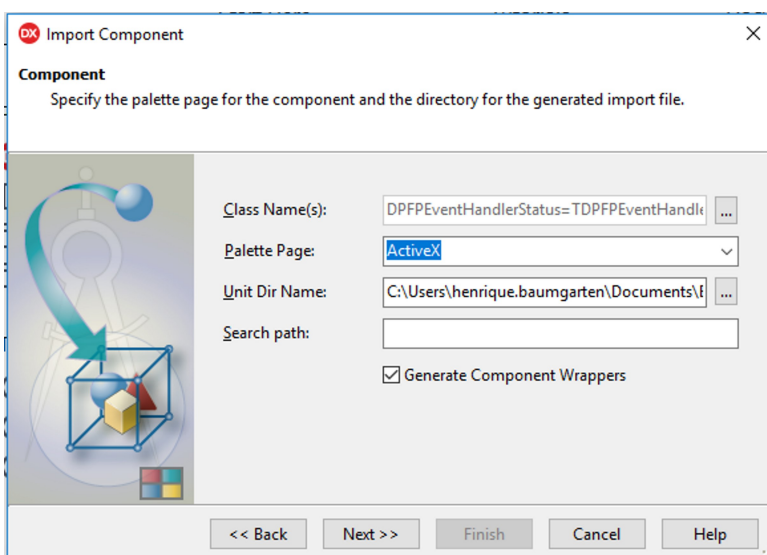 DX Import Component
Component
Specify the palette page for the component and the directory for the generated import file.
Class Name(s): DPFPEventHandlerStatus=TDPFPEventHandle ...
Palette Page: ActiveX
Unit Dir Name: C:\Users\henrique.baumgarten\Documents\E ...
Search path:
Generate Component Wrappers
<< Back Next >> Finish Cancel Help